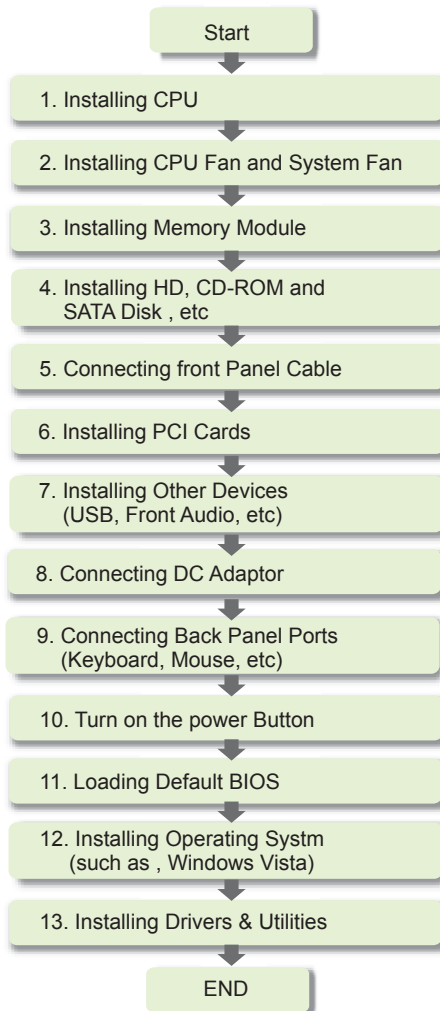 Start
1. Installing CPU
2. Installing CPU Fan and System Fan
3. Installing Memory Module
4. Installing HD, CD-ROM and
SATA Disk , etc
5. Connecting front Panel Cable
6. Installing PCI Cards
7. Installing Other Devices
(USB, Front Audio, etc)
8. Connecting DC Adaptor
9. Connecting Back Panel Ports
(Keyboard, Mouse, etc)
10. Turn on the power Button
11. Loading Default BIOS
12. Installing Operating Systm
(such as , Windows Vista)
13. Installing Drivers & Utilities
END